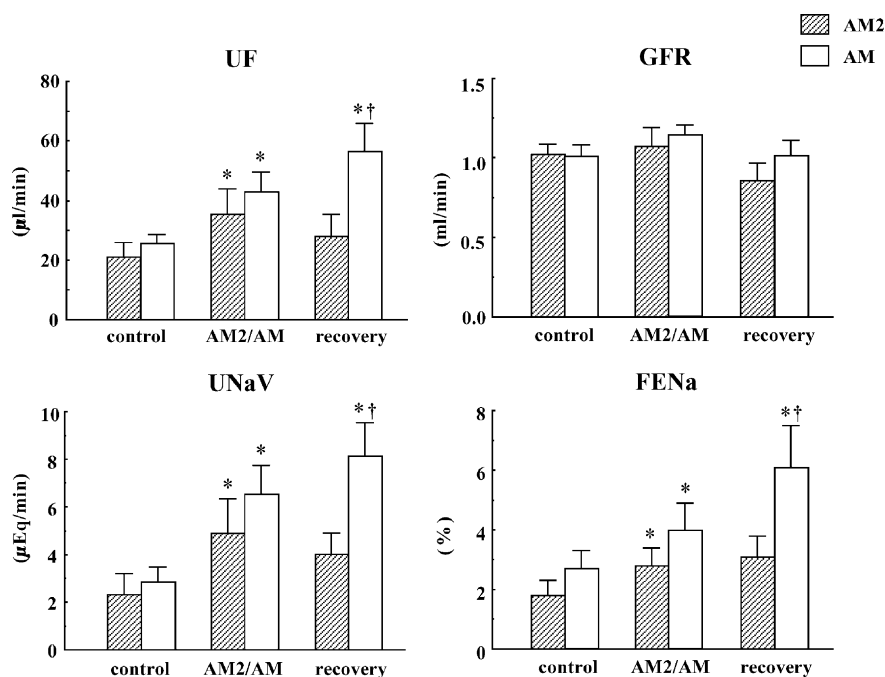 AM2
AM
UF
80
60
40
20
0
(µl/min)
*
*
*†
control AM2/AM recovery
GFR
1.5
1.0
0.5
0.0
(ml/min)
control AM2/AM recovery
UNaV
10
8
6
4
2
0
(µEq/min)
*
*
*†
control AM2/AM recovery
FENa
8
6
4
2
0
(%)
*
*
*†
control AM2/AM recovery